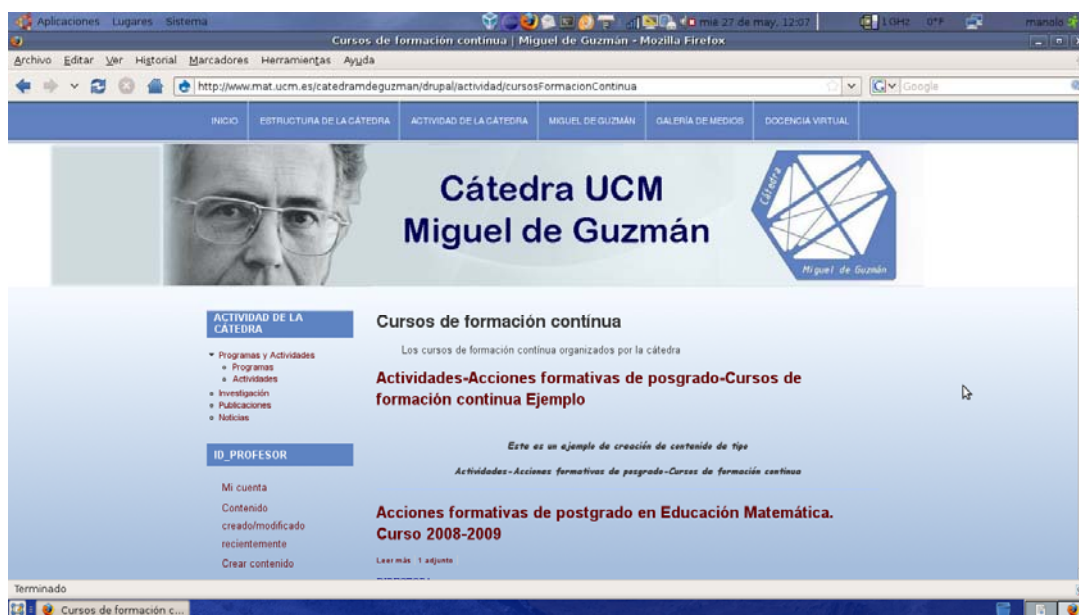 Aplicaciones Lugares Sistema
mié 27 de may, 12:07
1 GHz 0°F manolo
Cursos de formación contínua | Miguel de Guzmán - Mozilla Firefox
Archivo Editar Ver Historial Marcadores Herramientas Ayuda
http://www.mat.ucm.es/catedramdeguzman/drupal/actividad/cursosFormacionContinua
Google
INICIO ESTRUCTURA DE LA CÁTEDRA ACTIVIDAD DE LA CÁTEDRA MIGUEL DE GUZMÁN GALERÍA DE MEDIOS DOCENCIA VIRTUAL
Cátedra UCM
Miguel de Guzmán
Cátedra
Miguel de Guzmán
ACTIVIDAD DE LA
CÁTEDRA
Programas y Actividades
Programas
Actividades
Investigación
Publicaciones
Noticias
ID_PROFESOR
Mi cuenta
Contenido
creado/modificado
recientemente
Crear contenido
Cursos de formación contínua
Los cursos de formación contínua organizados por la cátedra
Actividades-Acciones formativas de posgrado-Cursos de
formación continua Ejemplo
Este es un ejemplo de creación de contenido de tipo
Actividades-Acciones formativas de posgrado-Cursos de formación continua
Acciones formativas de postgrado en Educación Matemática.
Curso 2008-2009
Leer más 1 adjunto
Terminado
Cursos de formación c...